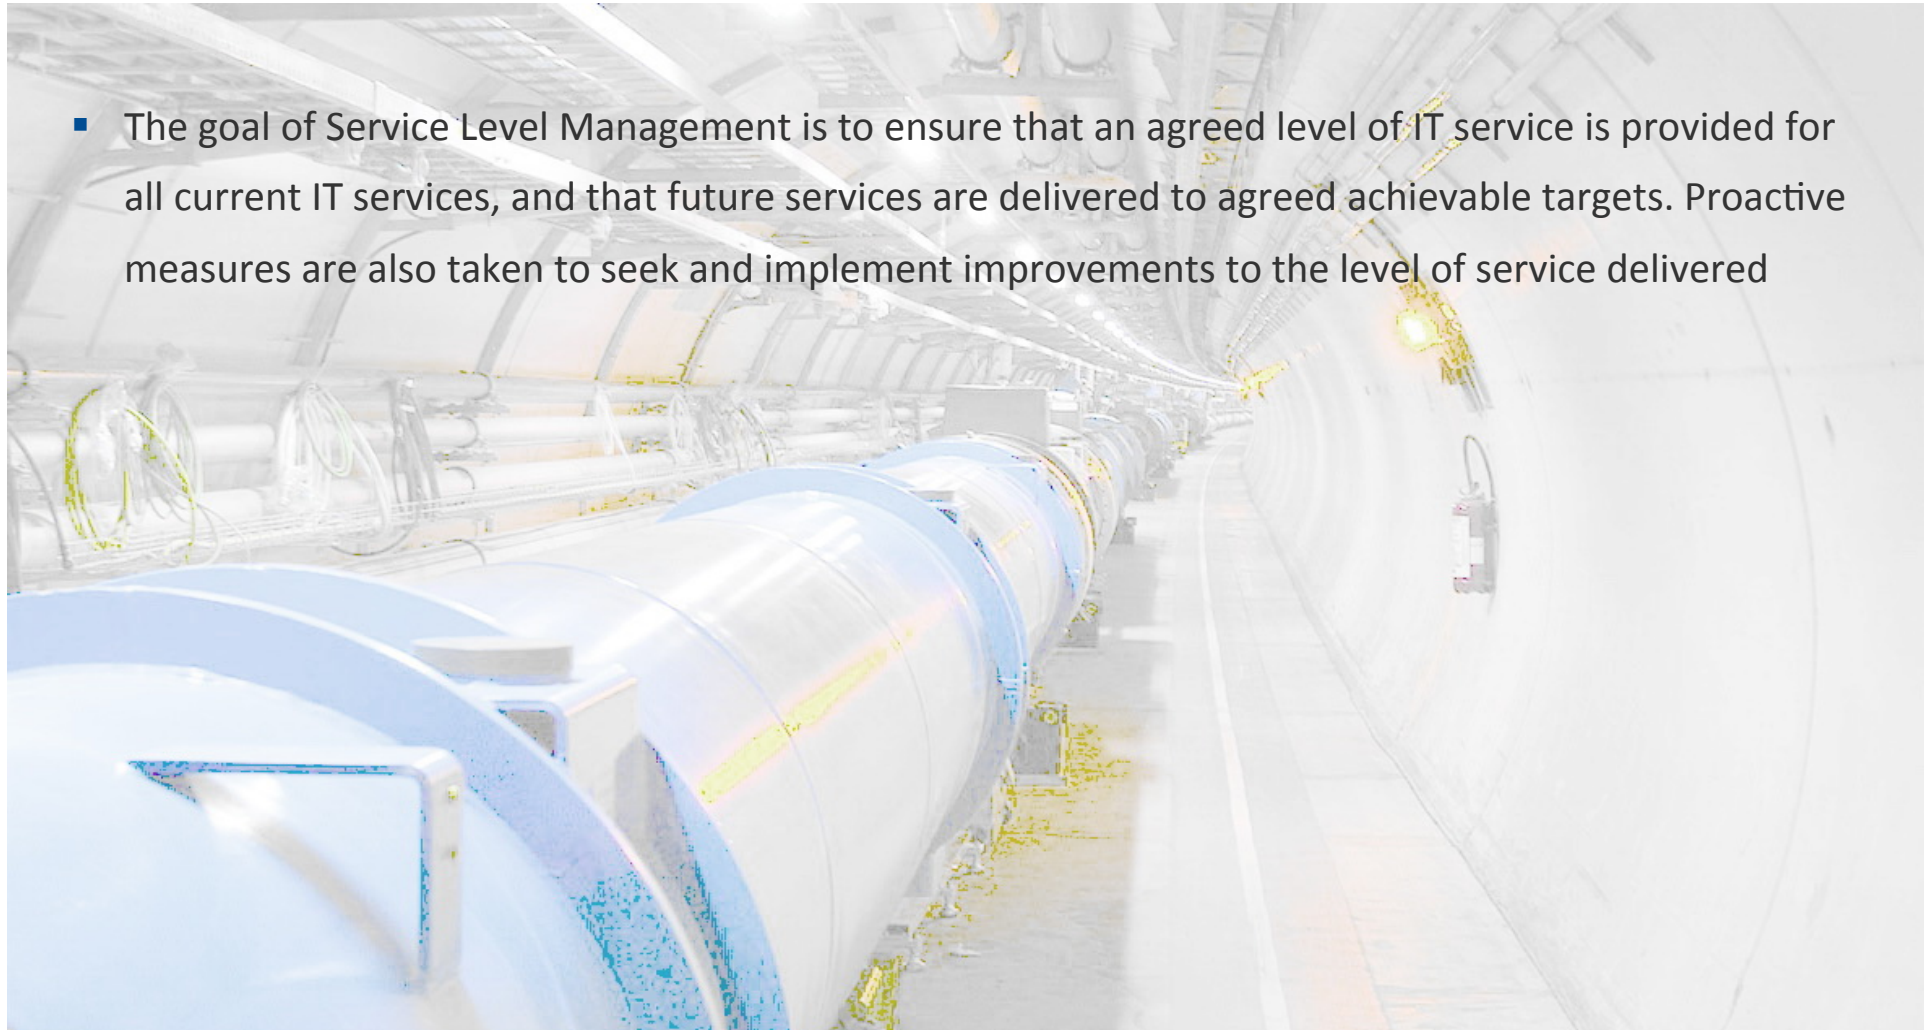 ▪ The goal of Service Level Management is to ensure that an agreed level of IT service is provided for
all current IT services, and that future services are delivered to agreed achievable targets. Proactive
measures are also taken to seek and implement improvements to the level of service delivered